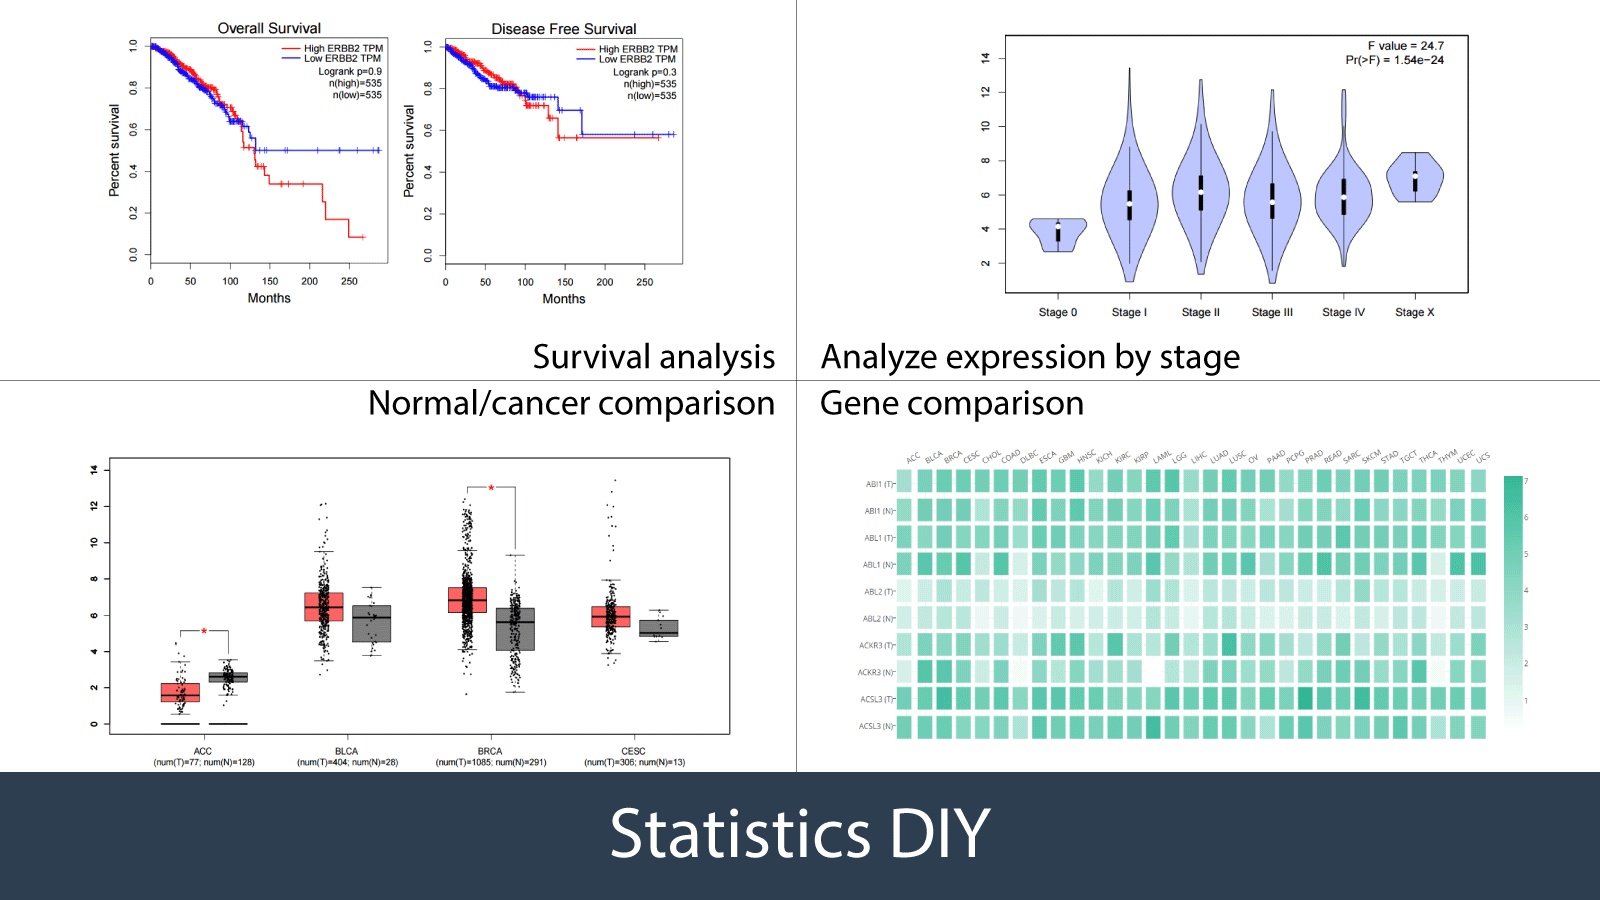 Overall Survival
High ERBB2 TPM
Low ERBB2 TPM
Logrank p=0.9
n(high)=535
n(low)=535
Percent survival
1.0
0.8
0.6
0.4
0.2
0.0
0 50 100 150 200 250
Months
Disease Free Survival
High ERBB2 TPM
Low ERBB2 TPM
Logrank p=0.3
n(high)=535
n(low)=535
Percent survival
1.0
0.8
0.6
0.4
0.2
0.0
0 50 100 150 200 250
Months
Survival analysis
F value = 24.7
Pr(>F) = 1.54e−24
14
12
10
8
6
4
2
Stage 0 Stage I Stage II Stage III Stage IV Stage X
Analyze expression by stage
Normal/cancer comparison
14
12
10
8
6
4
2
0
* *
ACC BLCA BRCA CESC
(num(T)=77; num(N)=128) (num(T)=404; num(N)=28) (num(T)=1085; num(N)=291) (num(T)=306; num(N)=13)
Gene comparison
ACC BLCA BRCA CESC CHOL COAD DLBC ESCA GBM HNSC KICH KIRC KIRP LAML LGG LIHC LUAD LUSC OV PAAD PCPG PRAD READ SARC SKCM STAD TGCT THCA THYM UCEC UCS
ABI1 (T)
ABI1 (N)
ABL1 (T)
ABL1 (N)
ABL2 (T)
ABL2 (N)
ACKR3 (T)
ACKR3 (N)
ACSL3 (T)
ACSL3 (N)
7
6
5
4
3
2
1
Statistics DIY